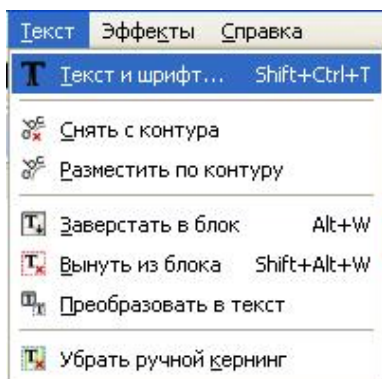 Текст Эффекты Справка
Текст и шрифт... Shift+Ctrl+T
Снять с контура
Разместить по контуру
Заверстать в блок Alt+W
Вынуть из блока Shift+Alt+W
Преобразовать в текст
Убрать ручной кернинг